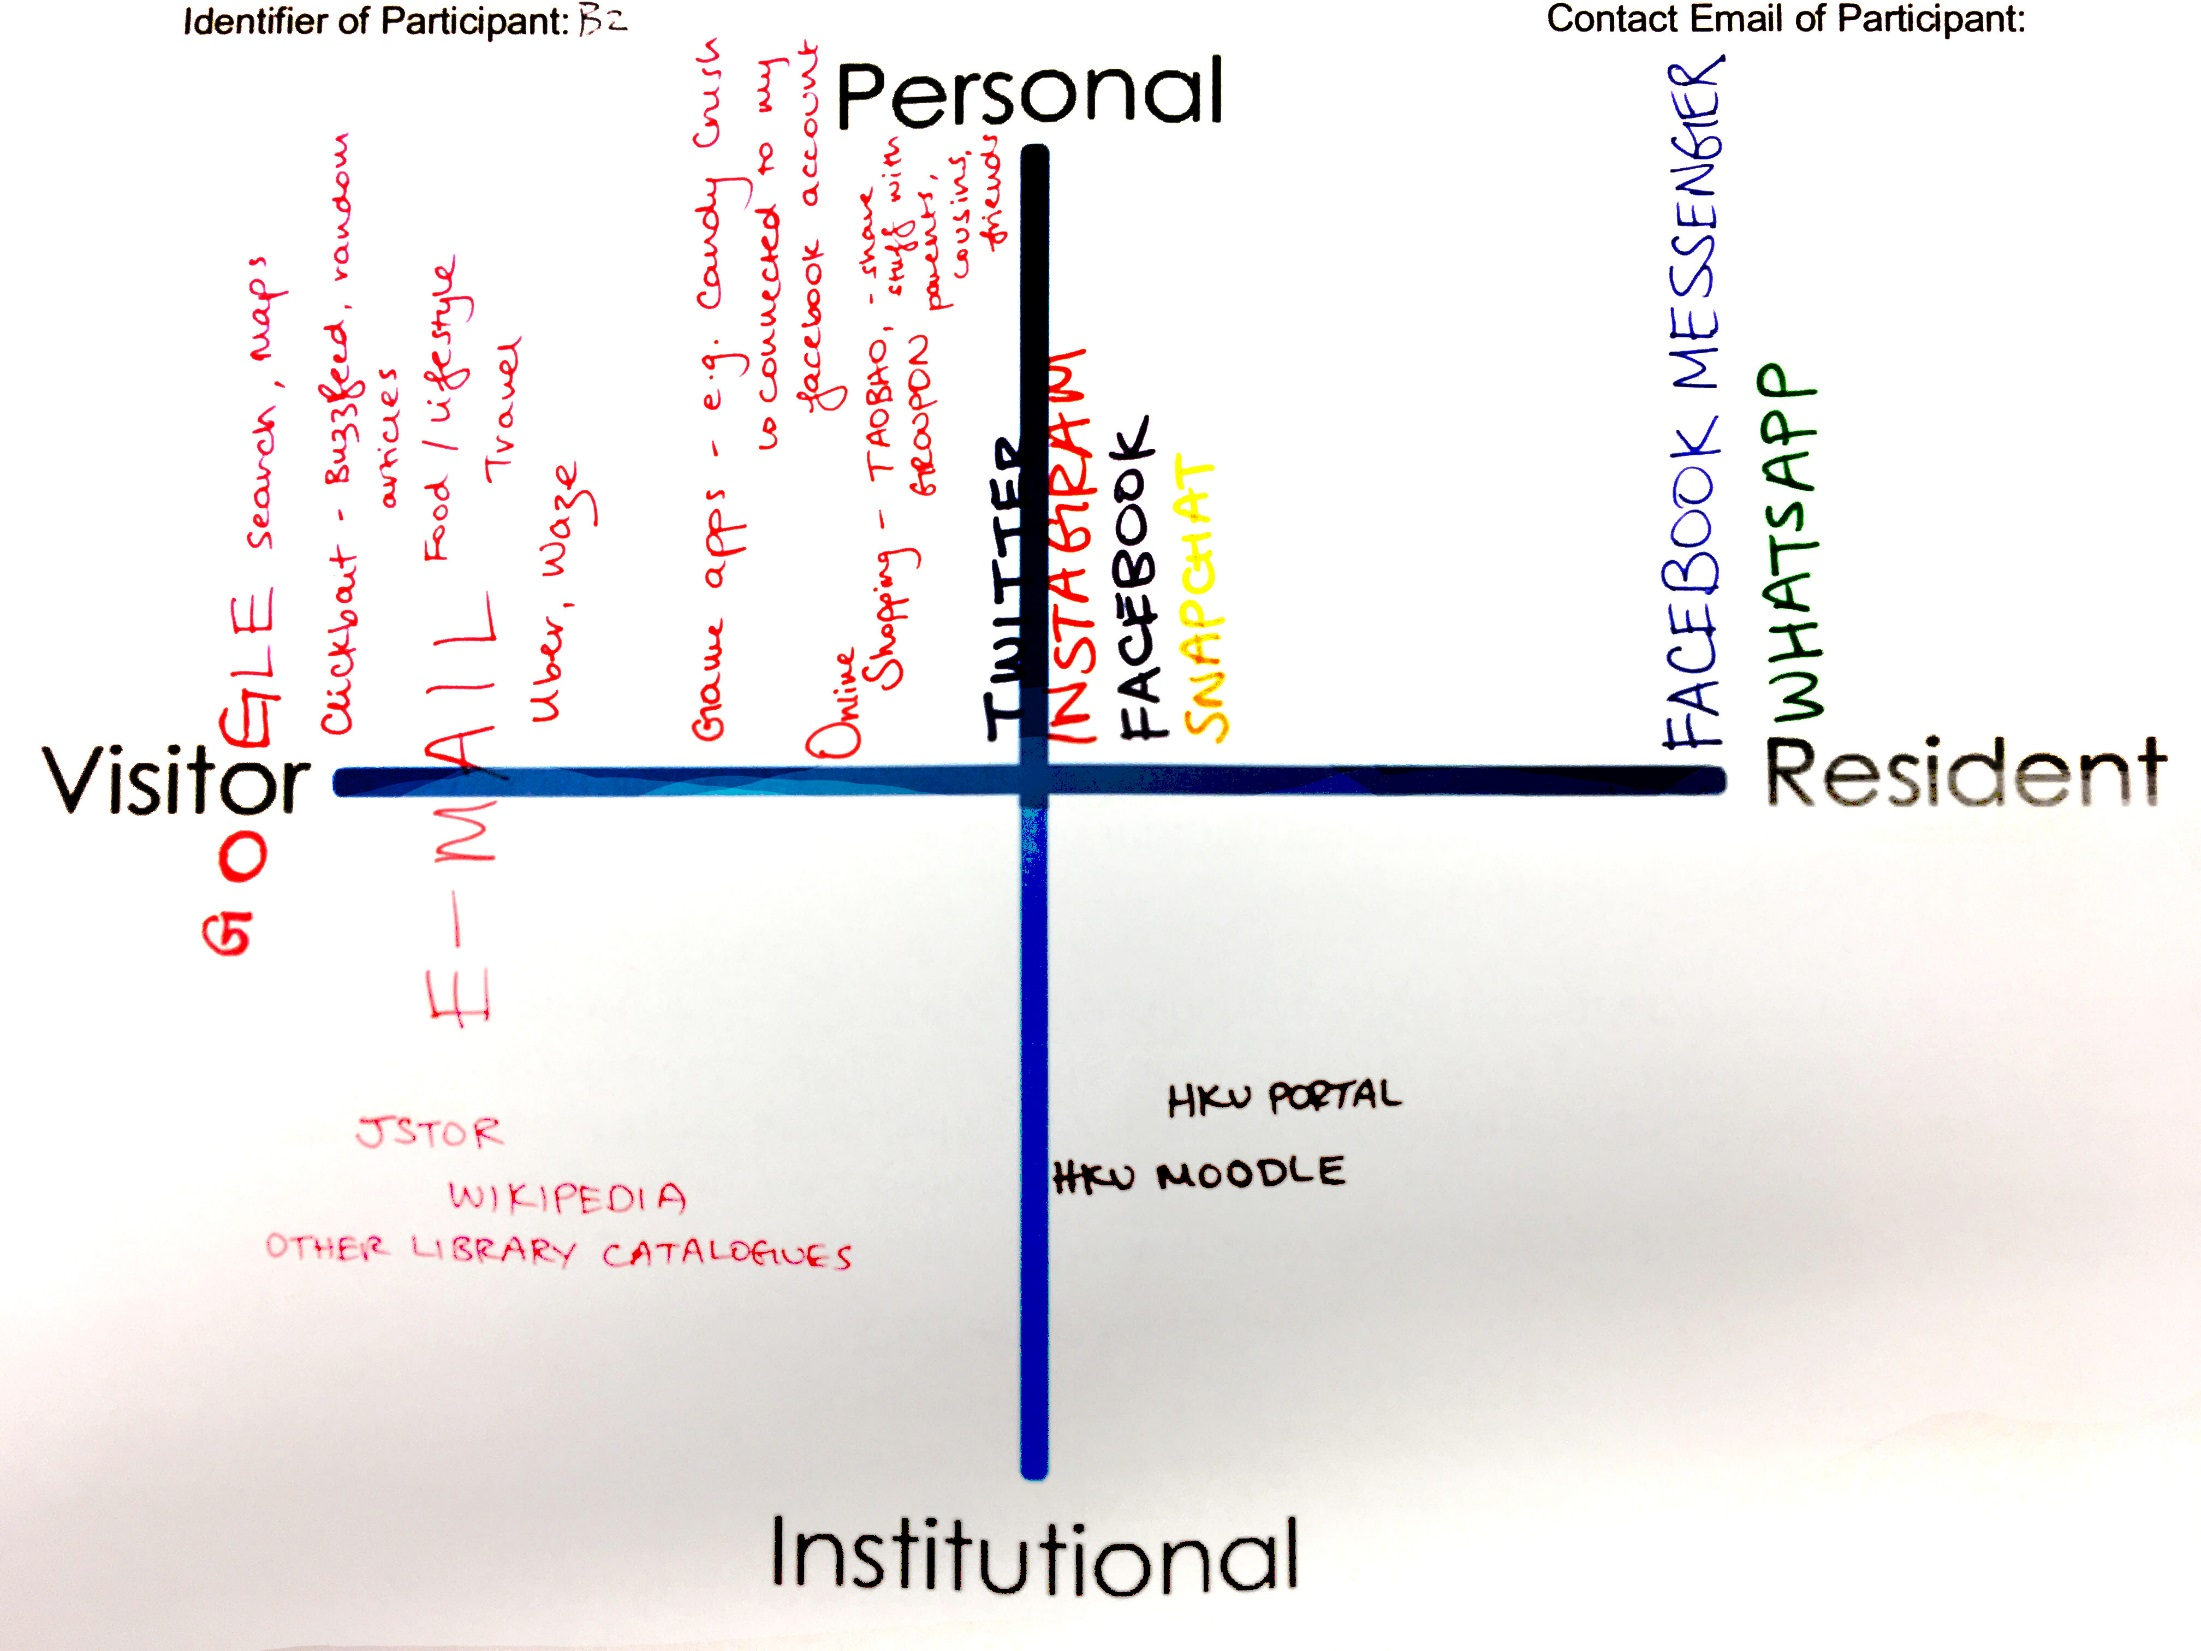 Identifier of Participant: B2
Contact Email of Participant:
Personal
GOOGLE search, maps
Clickbait - Buzzfeed, random
articles
E-MAIL
Food / lifestyle
Travel
Uber, Waze
Game apps - e.g. Candy Crush
↳ connected to my
facebook account
Online
Shopping - TAOBAO,
GROUPON
- share
stuff with
parents,
cousins,
friends
TWITTER
INSTAGRAM
FACEBOOK
SNAPCHAT
FACEBOOK MESSENGER
WHATSAPP
Visitor
Resident
JSTOR
WIKIPEDIA
OTHER LIBRARY CATALOGUES
HKU PORTAL
HKU MOODLE
Institutional